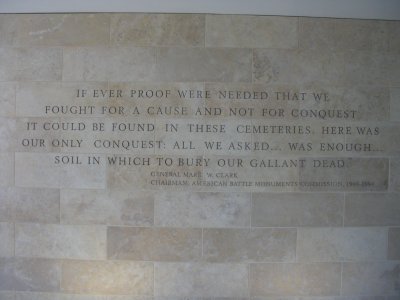 IF EVER PROOF WERE NEEDED THAT WE
FOUGHT FOR A CAUSE AND NOT FOR CONQUEST,
IT COULD BE FOUND IN THESE CEMETERIES. HERE WAS
OUR ONLY CONQUEST: ALL WE ASKED... WAS ENOUGH...
SOIL IN WHICH TO BURY OUR GALLANT DEAD.
GENERAL MARK W. CLARK
CHAIRMAN, AMERICAN BATTLE MONUMENTS COMMISSION,